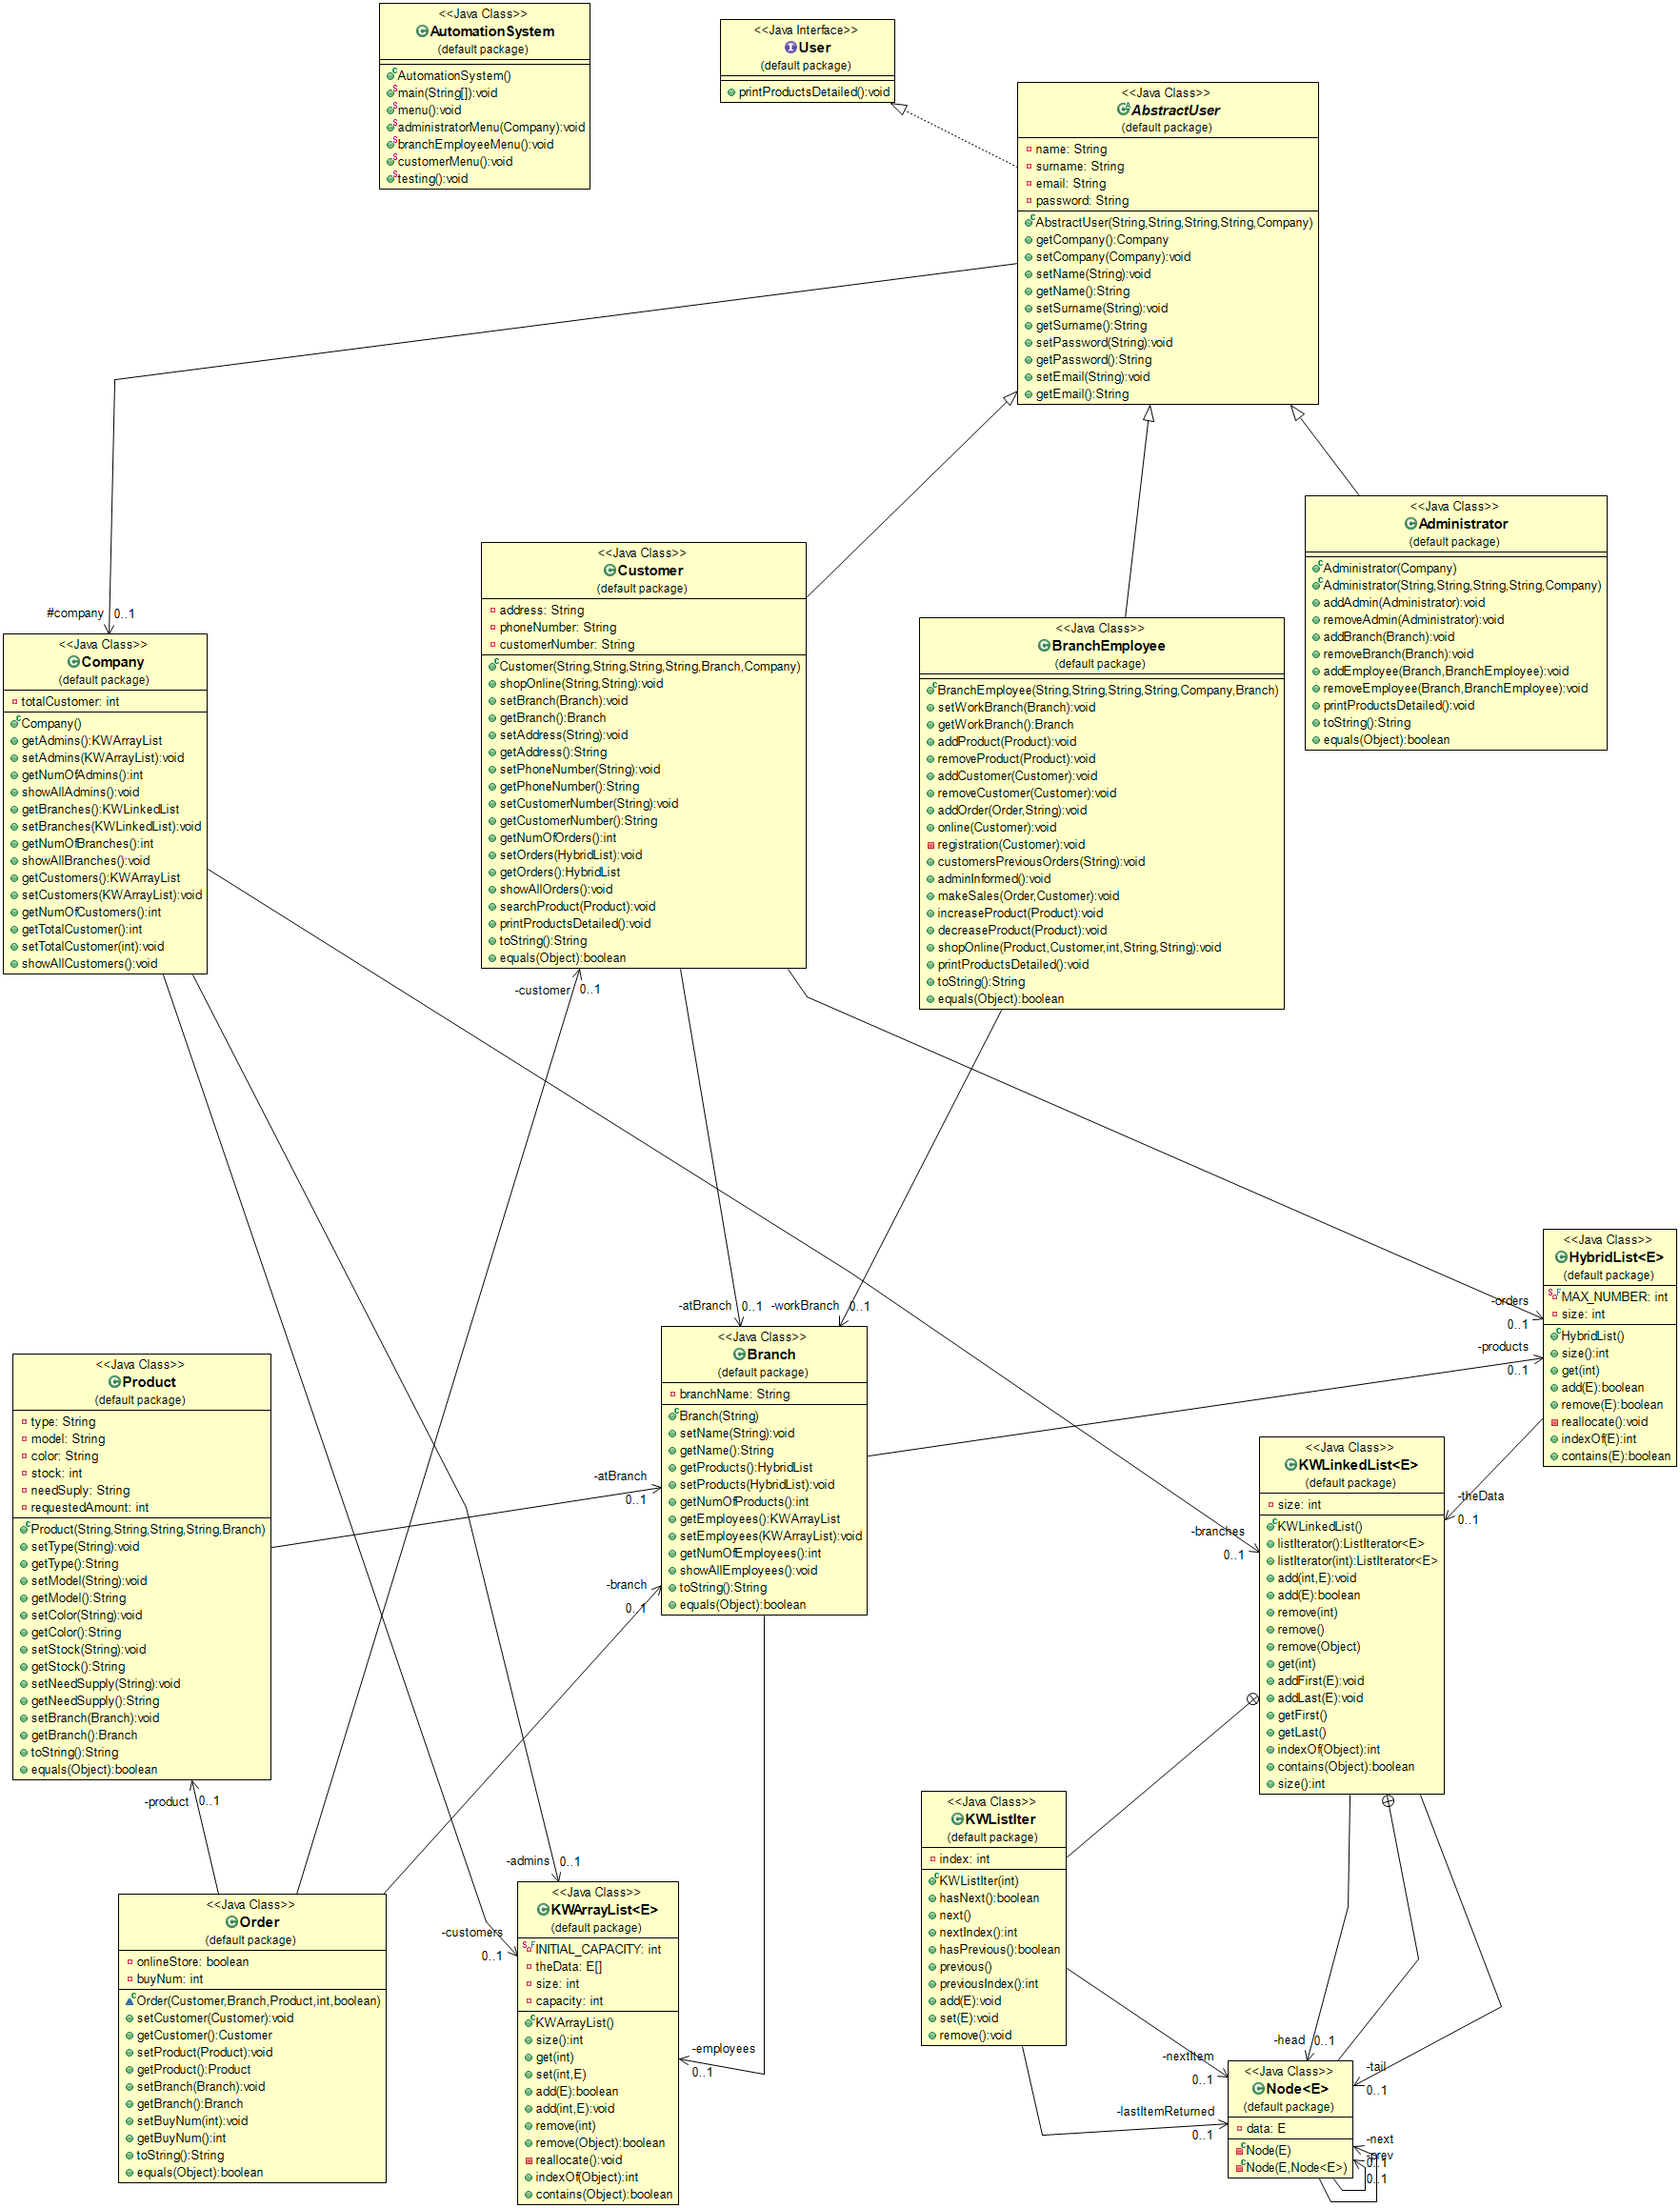 <<Java Class>>
AutomationSystem
(default package)
AutomationSystem()
main(String[]):void
menu():void
administratorMenu(Company):void
branchEmployeeMenu():void
customerMenu():void
testing():void
<<Java Interface>>
User
(default package)
printProductsDetailed():void
<<Java Class>>
AbstractUser
(default package)
name: String
surname: String
email: String
password: String
AbstractUser(String,String,String,String,Company)
getCompany():Company
setCompany(Company):void
setName(String):void
getName():String
setSurname(String):void
getSurname():String
setPassword(String):void
getPassword():String
setEmail(String):void
getEmail():String
<<Java Class>>
Administrator
(default package)
Administrator(Company)
Administrator(String,String,String,String,Company)
addAdmin(Administrator):void
removeAdmin(Administrator):void
addBranch(Branch):void
removeBranch(Branch):void
addEmployee(Branch,BranchEmployee):void
removeEmployee(Branch,BranchEmployee):void
printProductsDetailed():void
toString():String
equals(Object):boolean
<<Java Class>>
Customer
(default package)
address: String
phoneNumber: String
customerNumber: String
Customer(String,String,String,String,Branch,Company)
shopOnline(String,String):void
setBranch(Branch):void
getBranch():Branch
setAddress(String):void
getAddress():String
setPhoneNumber(String):void
getPhoneNumber():String
setCustomerNumber(String):void
getCustomerNumber():String
getNumOfOrders():int
setOrders(HybridList):void
getOrders():HybridList
showAllOrders():void
searchProduct(Product):void
printProductsDetailed():void
toString():String
equals(Object):boolean
<<Java Class>>
BranchEmployee
(default package)
BranchEmployee(String,String,String,String,Company,Branch)
setWorkBranch(Branch):void
getWorkBranch():Branch
addProduct(Product):void
removeProduct(Product):void
addCustomer(Customer):void
removeCustomer(Customer):void
addOrder(Order,String):void
online(Customer):void
registration(Customer):void
customersPreviousOrders(String):void
adminInformed():void
makeSales(Order,Customer):void
increaseProduct(Product):void
decreaseProduct(Product):void
shopOnline(Product,Customer,int,String,String):void
printProductsDetailed():void
toString():String
equals(Object):boolean
#company 0..1
<<Java Class>>
Company
(default package)
totalCustomer: int
Company()
getAdmins():KWArrayList
setAdmins(KWArrayList):void
getNumOfAdmins():int
showAllAdmins():void
getBranches():KWLinkedList
setBranches(KWLinkedList):void
getNumOfBranches():int
showAllBranches():void
getCustomers():KWArrayList
setCustomers(KWArrayList):void
getNumOfCustomers():int
getTotalCustomer():int
setTotalCustomer(int):void
showAllCustomers():void
-customer 0..1
-atBranch 0..1
-workBranch 0..1
-orders
0..1
-products
0..1
<<Java Class>>
HybridList<E>
(default package)
MAX_NUMBER: int
size: int
HybridList()
size():int
get(int)
add(E):boolean
remove(E):boolean
reallocate():void
indexOf(E):int
contains(E):boolean
<<Java Class>>
Branch
(default package)
branchName: String
Branch(String)
setName(String):void
getName():String
getProducts():HybridList
setProducts(HybridList):void
getNumOfProducts():int
getEmployees():KWArrayList
setEmployees(KWArrayList):void
getNumOfEmployees():int
showAllEmployees():void
toString():String
equals(Object):boolean
<<Java Class>>
Product
(default package)
type: String
model: String
color: String
stock: int
needSuply: String
requestedAmount: int
Product(String,String,String,String,Branch)
setType(String):void
getType():String
setModel(String):void
getModel():String
setColor(String):void
getColor():String
setStock(String):void
getStock():String
setNeedSupply(String):void
getNeedSupply():String
setBranch(Branch):void
getBranch():Branch
toString():String
equals(Object):boolean
-atBranch
0..1
-branch
0..1
-branches
0..1
-theData
0..1
<<Java Class>>
KWLinkedList<E>
(default package)
size: int
KWLinkedList()
listIterator():ListIterator<E>
listIterator(int):ListIterator<E>
add(int,E):void
add(E):boolean
remove(int)
remove()
remove(Object)
get(int)
addFirst(E):void
addLast(E):void
getFirst()
getLast()
indexOf(Object):int
contains(Object):boolean
size():int
-product 0..1
<<Java Class>>
Order
(default package)
onlineStore: boolean
buyNum: int
Order(Customer,Branch,Product,int,boolean)
setCustomer(Customer):void
getCustomer():Customer
setProduct(Product):void
getProduct():Product
setBranch(Branch):void
getBranch():Branch
setBuyNum(int):void
getBuyNum():int
toString():String
equals(Object):boolean
-admins 0..1
-customers
0..1
<<Java Class>>
KWArrayList<E>
(default package)
INITIAL_CAPACITY: int
theData: E[]
size: int
capacity: int
KWArrayList()
size():int
get(int)
set(int,E)
add(E):boolean
add(int,E):void
remove(int)
remove(Object):boolean
reallocate():void
indexOf(Object):int
contains(Object):boolean
-employees
0..1
<<Java Class>>
KWListIter
(default package)
index: int
KWListIter(int)
hasNext():boolean
next()
nextIndex():int
hasPrevious():boolean
previous()
previousIndex():int
add(E):void
set(E):void
remove():void
-nextItem
0..1
-lastItemReturned
0..1
-head 0..1
-tail
0..1
<<Java Class>>
Node<E>
(default package)
data: E
Node(E)
Node(E,Node<E>)
-next
-prev
0..1
0..1